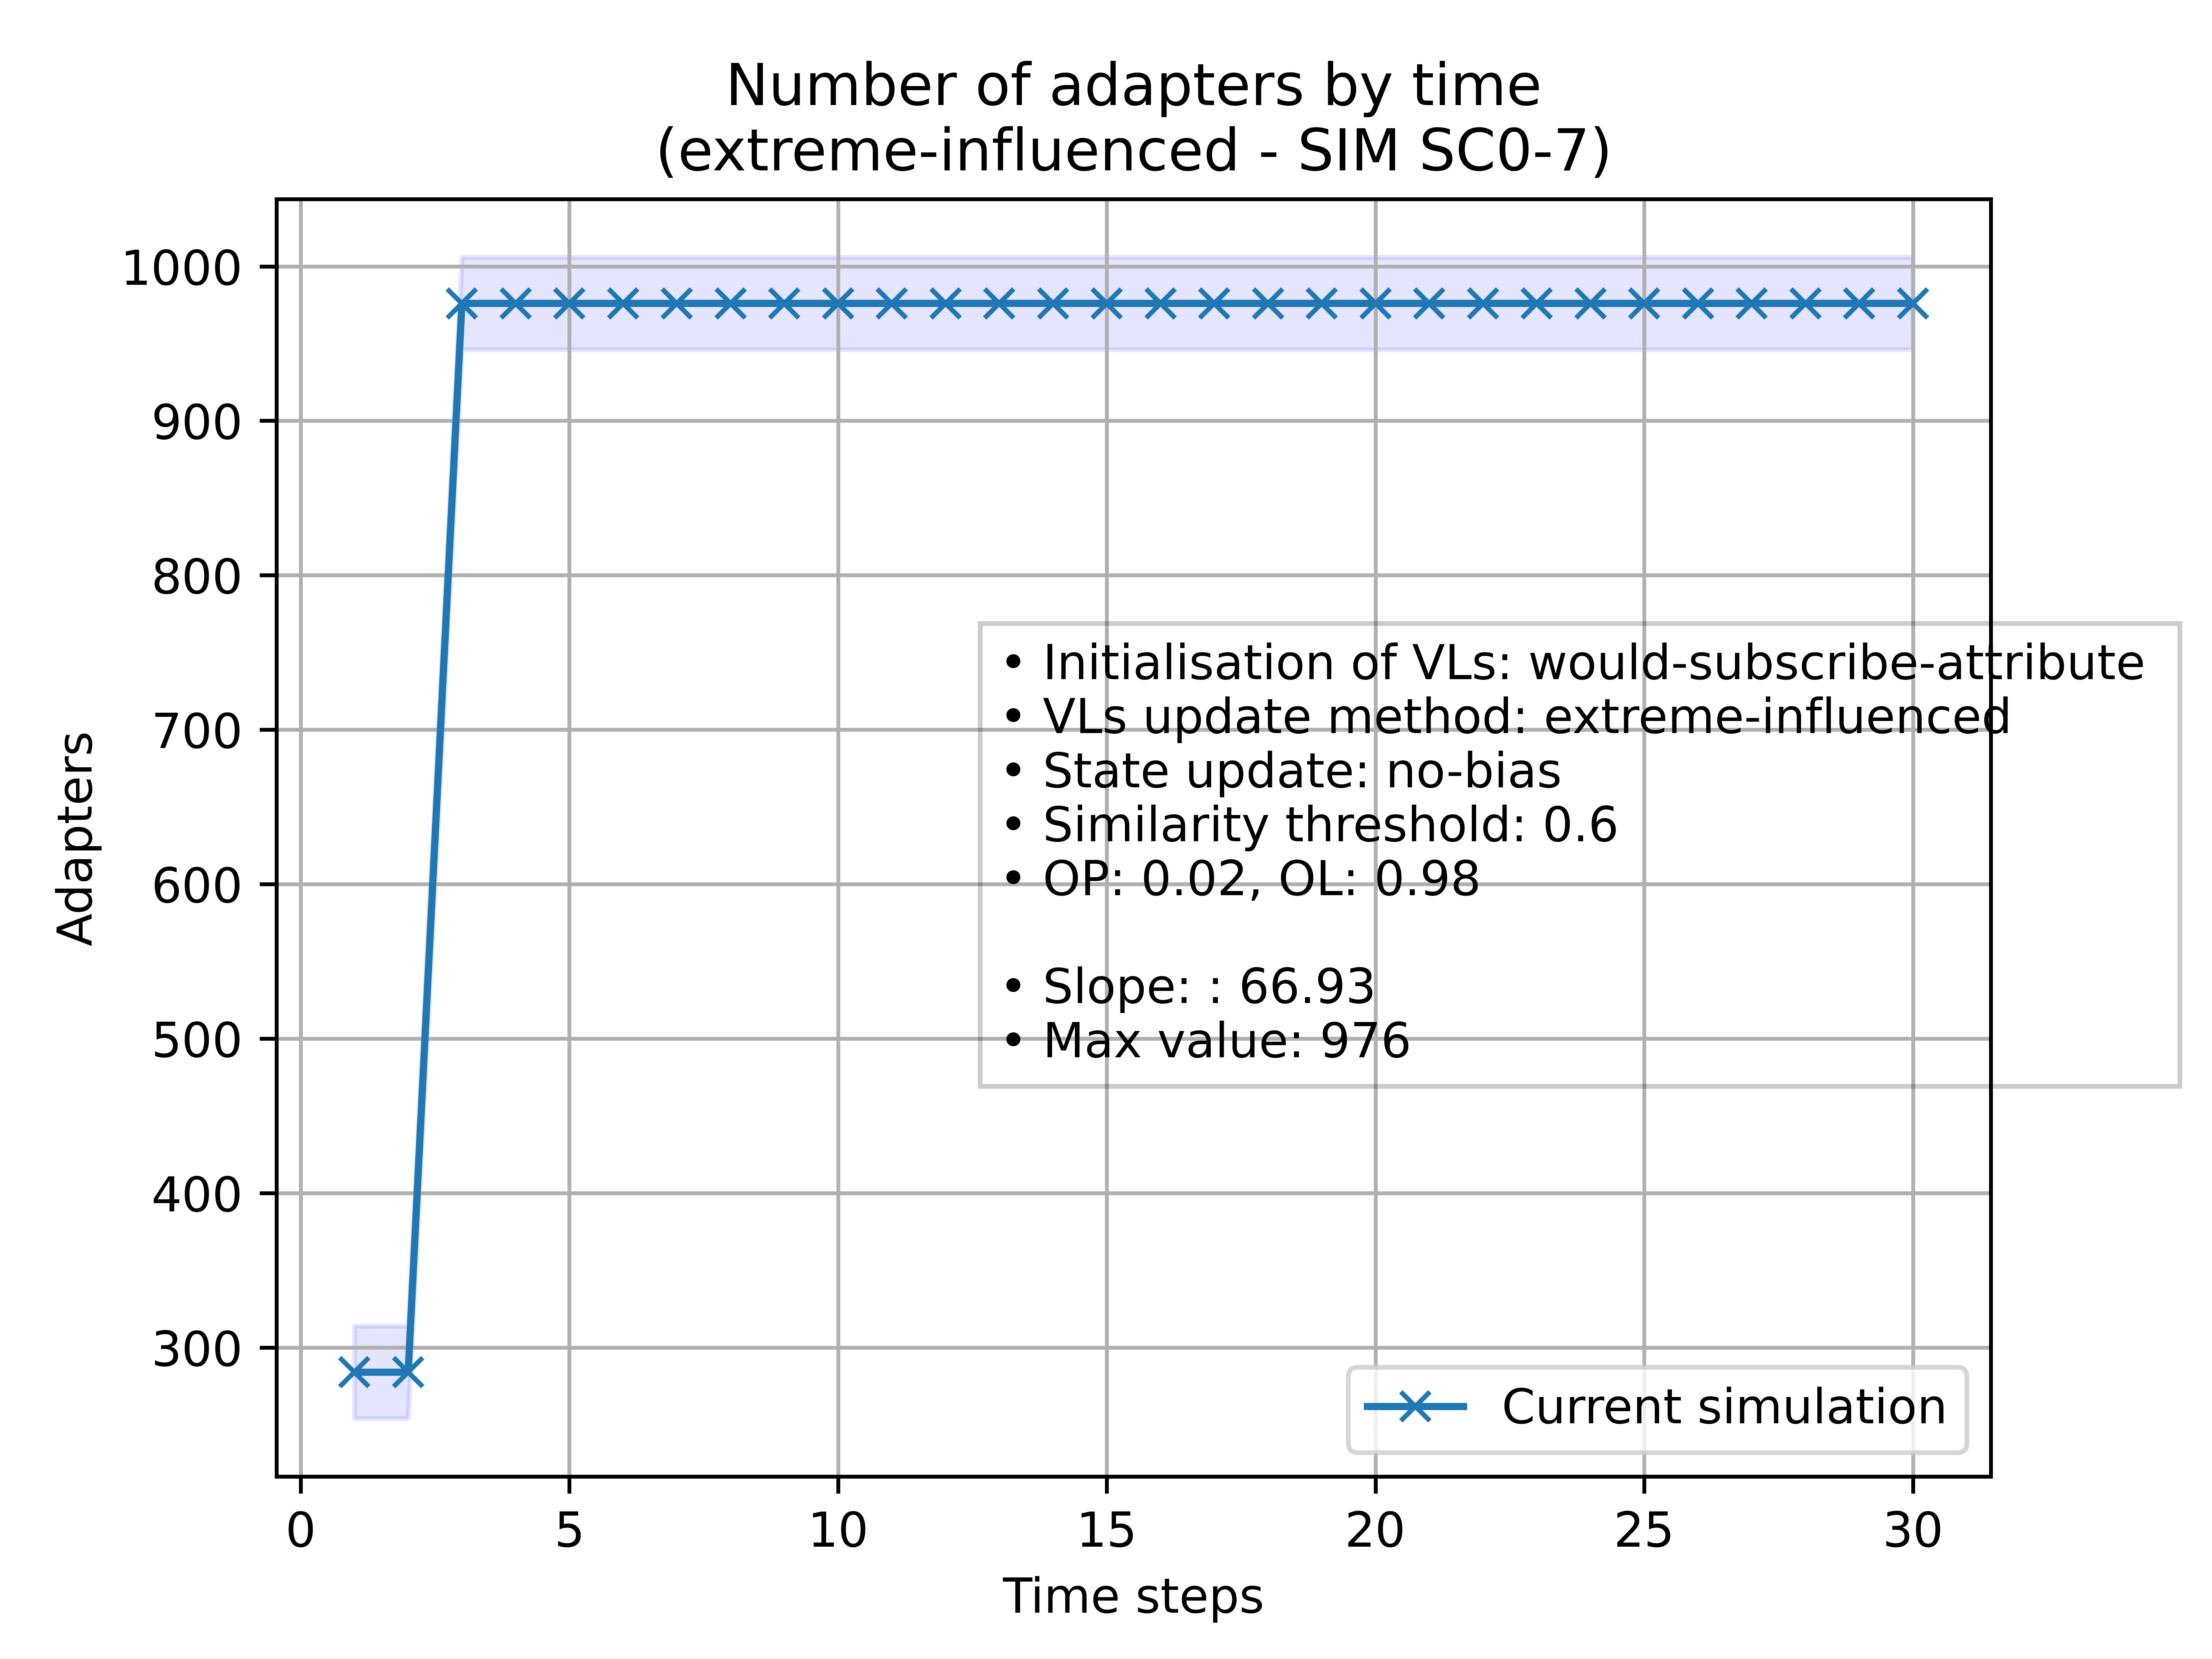 Number of adapters by time
(extreme-influenced - SIM SC0-7)
1000
900
800
700
600
500
400
300
Adapters
• Initialisation of VLs: would-subscribe-attribute
• VLs update method: extreme-influenced
• State update: no-bias
• Similarity threshold: 0.6
• OP: 0.02, OL: 0.98
• Slope: : 66.93
• Max value: 976
Current simulation
0 5 10 15 20 25 30
Time steps